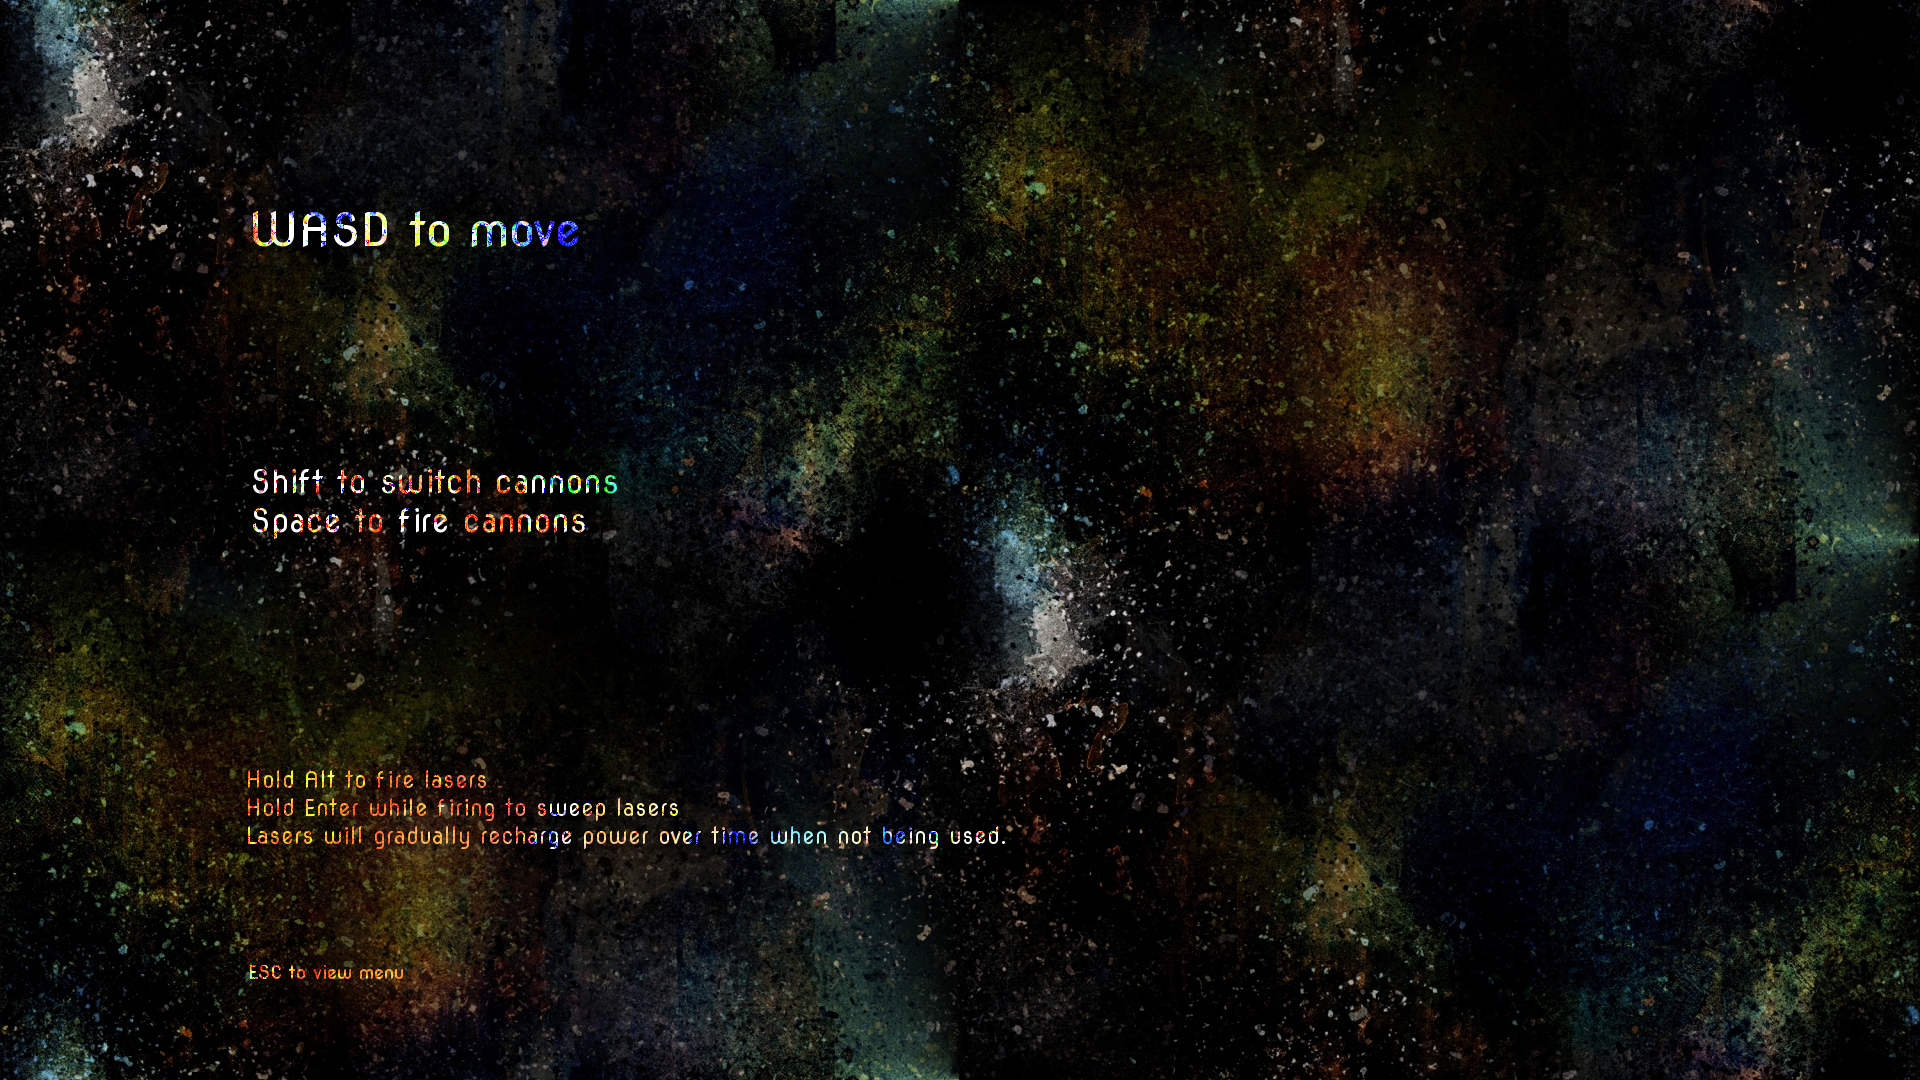 WASD to move
Shift to switch cannons
Space to fire cannons
Hold Alt to fire lasers
Hold Enter while firing to sweep lasers
Lasers will gradually recharge power over time when not being used.
ESC to view menu